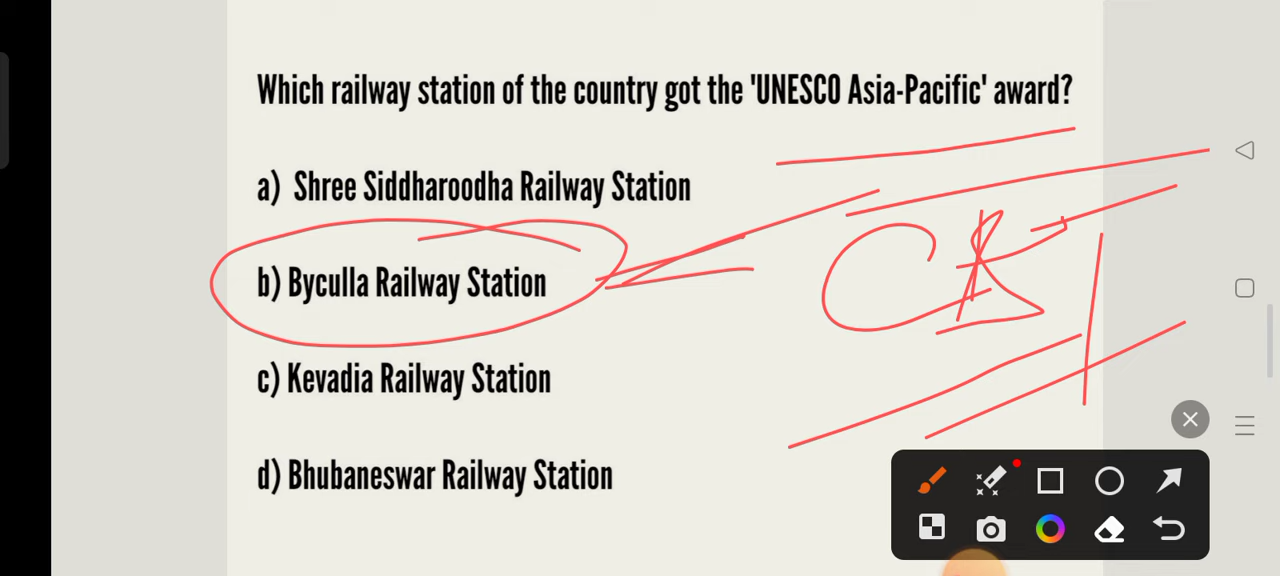 Which railway station of the country got the 'UNESCO Asia-Pacific' award?
a) Shree Siddharoodha Railway Station
b) Byculla Railway Station
c) Kevadia Railway Station
d) Bhubaneswar Railway Station